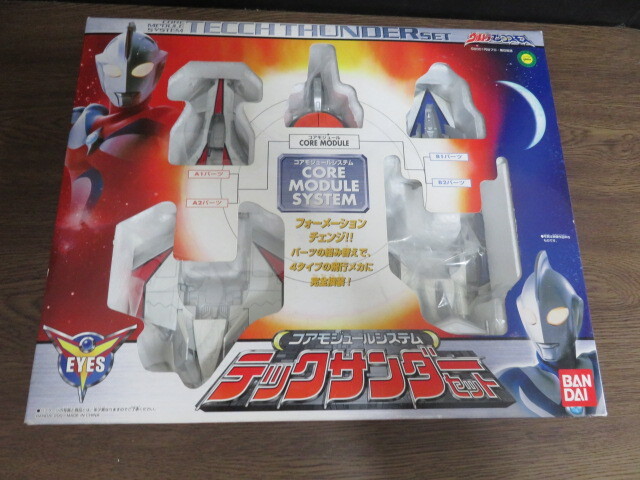 CORE
MODULE
SYSTEM
TECCH THUNDER SET
ウルトラマンコスモス
コアモジュール
CORE MODULE
A1パーツ
A2パーツ
B1パーツ
B2パーツ
コアモジュールシステム
CORE
MODULE
SYSTEM
フォーメーション
チェンジ!!
パーツの組み替えで、
4タイプの飛行メカに
完全変形!
EYES
コアモジュールシステム
テックサンダーセット
BAN
DAI